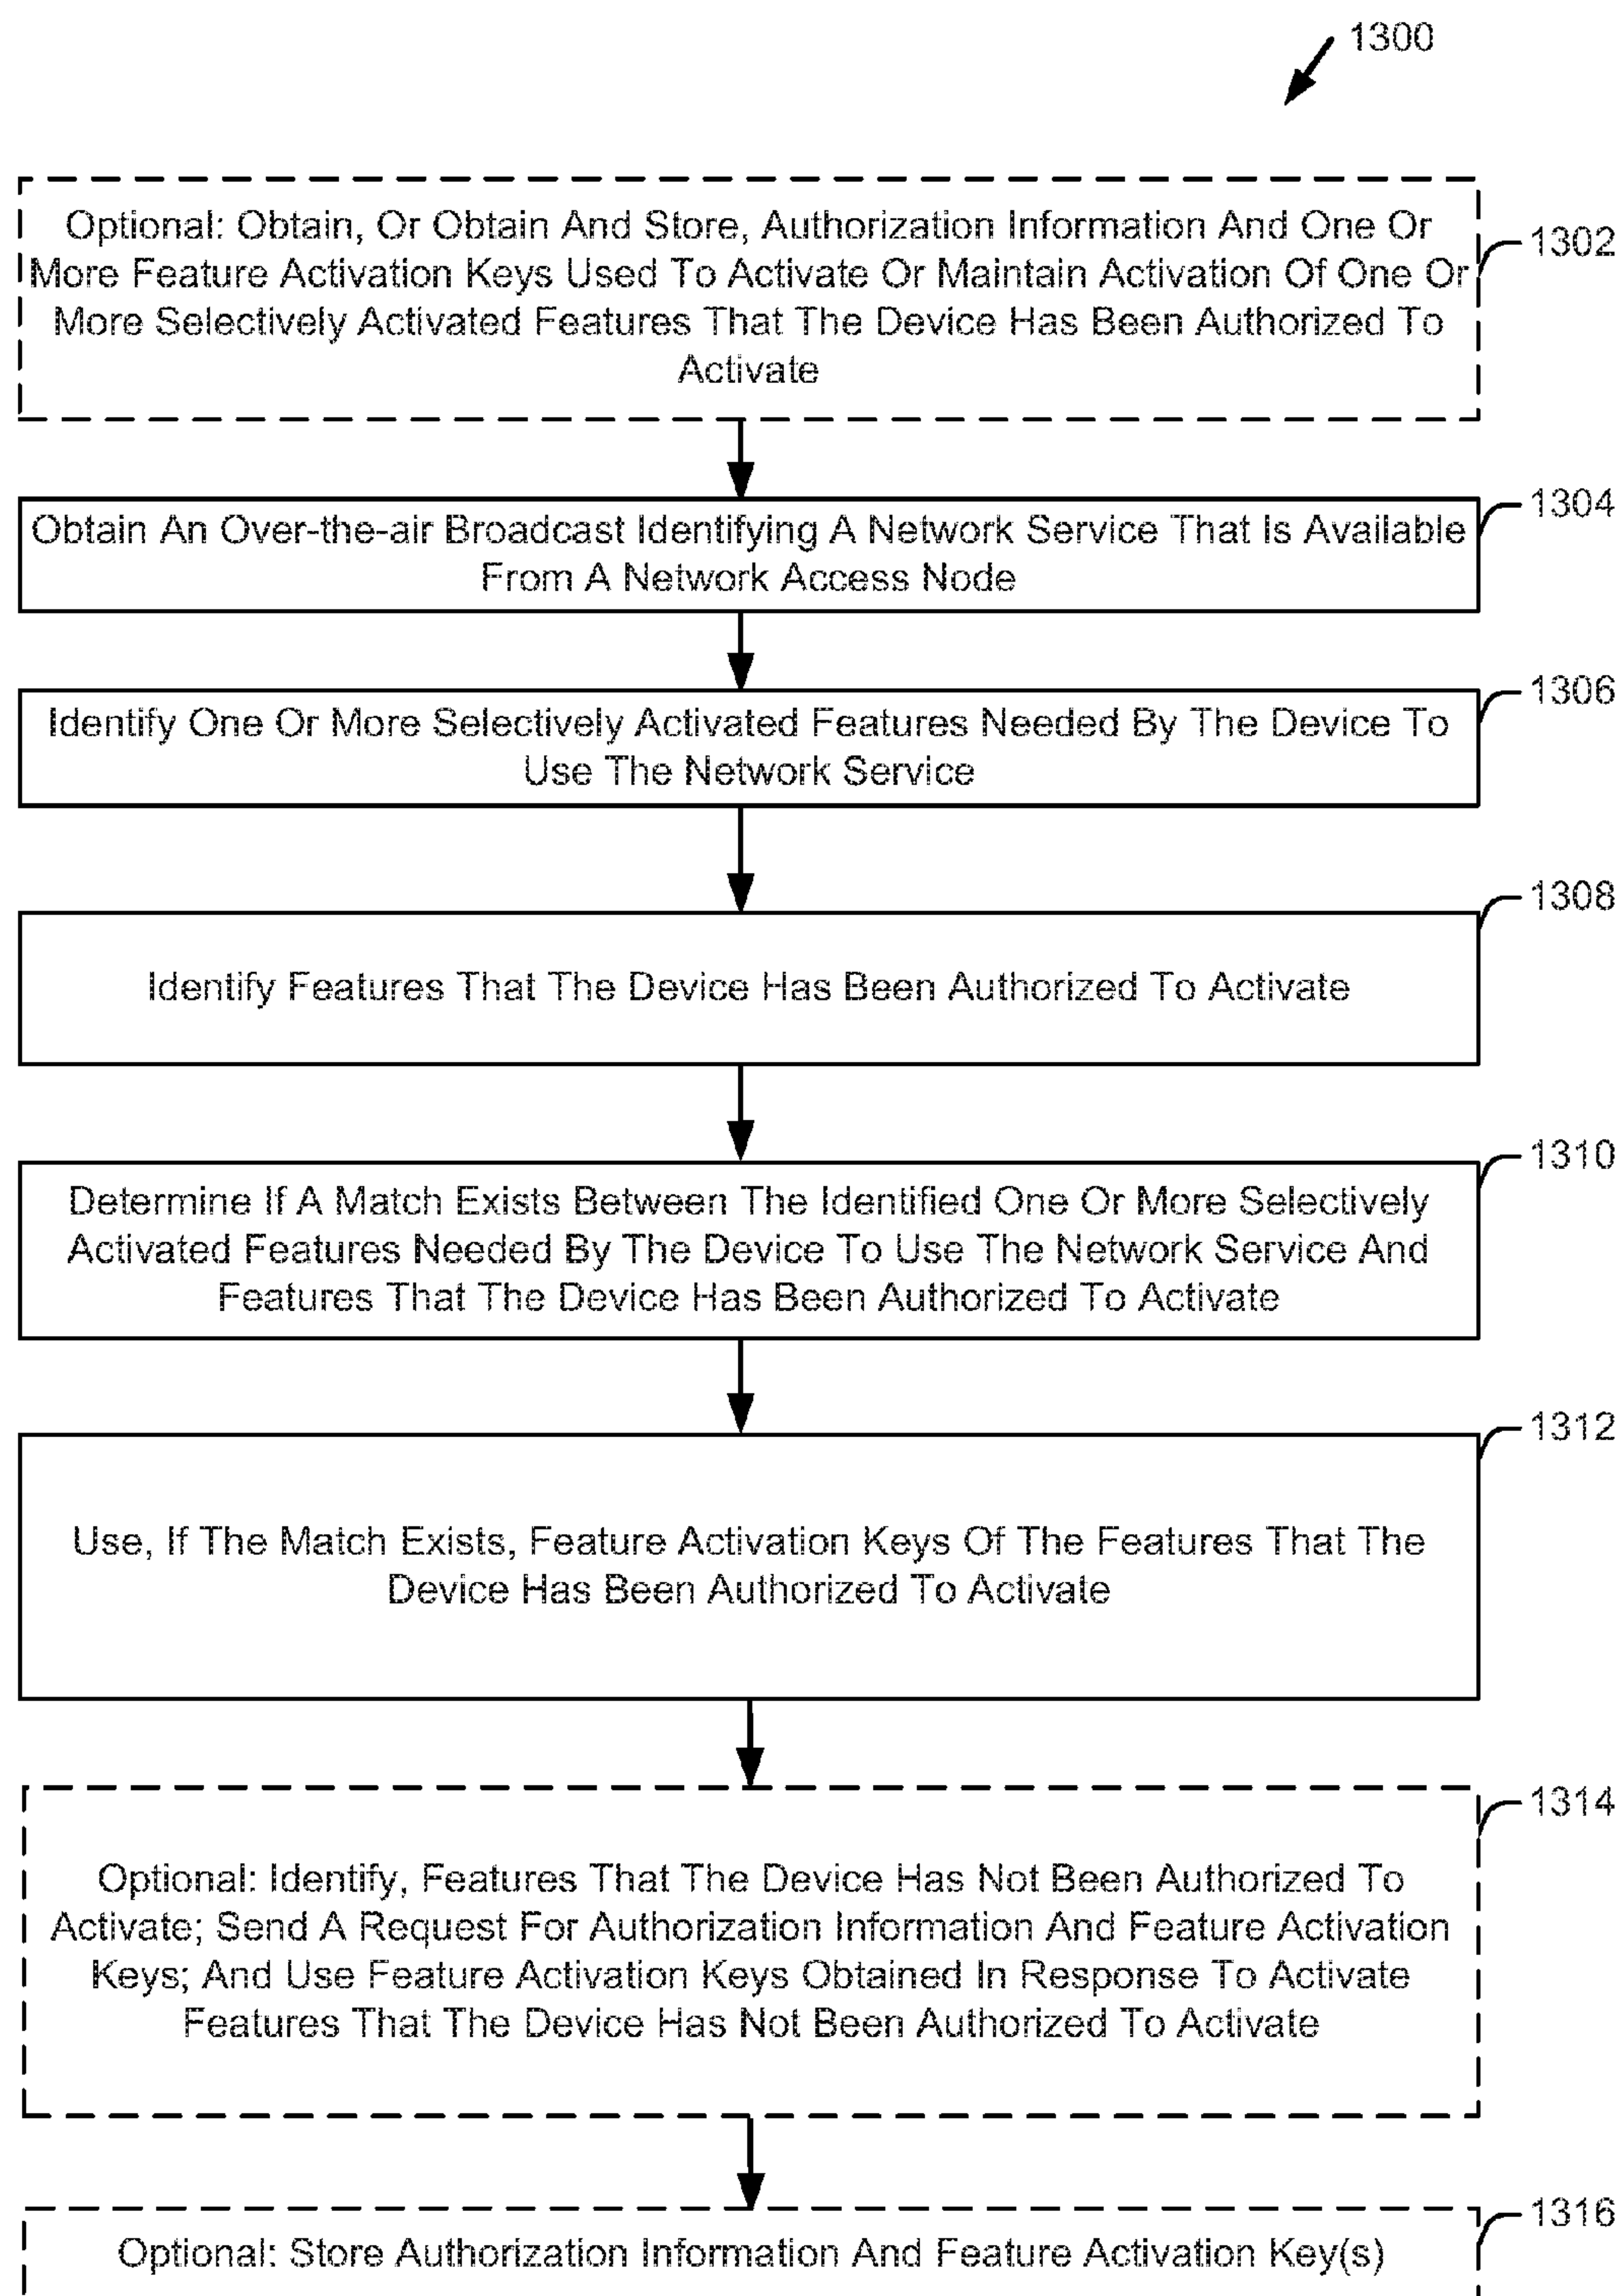 1300
Optional: Obtain, Or Obtain And Store, Authorization Information And One Or
More Feature Activation Keys Used To Activate Or Maintain Activation Of One Or
More Selectively Activated Features That The Device Has Been Authorized To
Activate
1302
Obtain An Over-the-air Broadcast Identifying A Network Service That Is Available
From A Network Access Node
1304
Identify One Or More Selectively Activated Features Needed By The Device To
Use The Network Service
1306
Identify Features That The Device Has Been Authorized To Activate
1308
Determine If A Match Exists Between The Identified One Or More Selectively
Activated Features Needed By The Device To Use The Network Service And
Features That The Device Has Been Authorized To Activate
1310
Use, If The Match Exists, Feature Activation Keys Of The Features That The
Device Has Been Authorized To Activate
1312
Optional: Identify, Features That The Device Has Not Been Authorized To
Activate; Send A Request For Authorization Information And Feature Activation
Keys; And Use Feature Activation Keys Obtained In Response To Activate
Features That The Device Has Not Been Authorized To Activate
1314
Optional: Store Authorization Information And Feature Activation Key(s)
1316